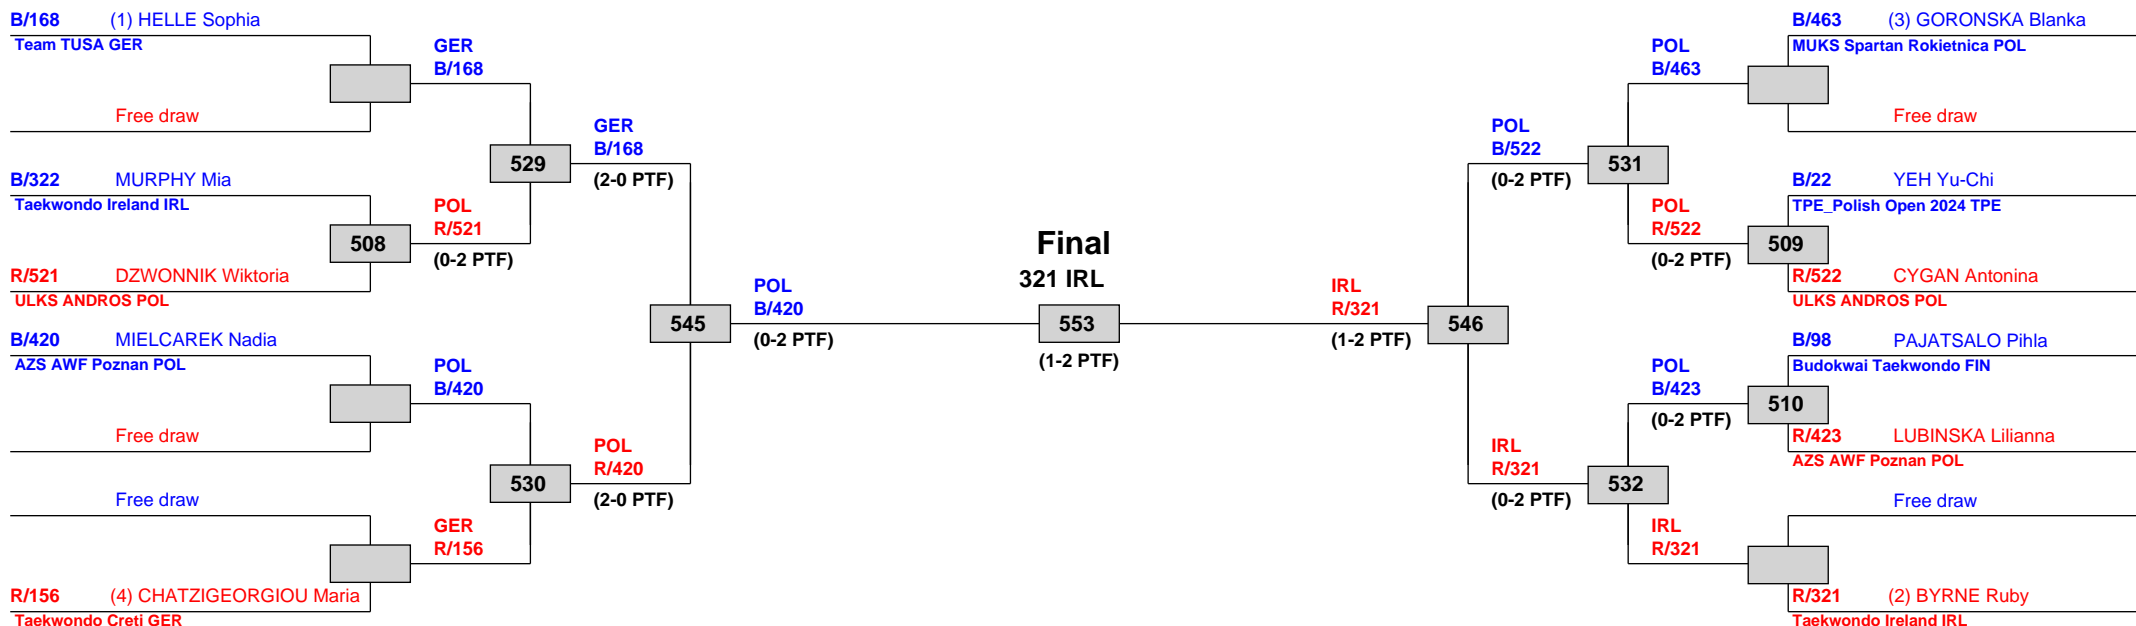 B/168 (1) HELLE Sophia
Team TUSA GER
Free draw
B/322 MURPHY Mia
Taekwondo Ireland IRL
R/521 DZWONNIK Wiktoria
ULKS ANDROS POL
B/420 MIELCAREK Nadia
AZS AWF Poznan POL
Free draw
Free draw
R/156 (4) CHATZIGEORGIOU Maria
Taekwondo Creti GER
GER
B/168
508
POL
R/521
(0-2 PTF)
POL
B/420
GER
R/156
529
GER
B/168
(2-0 PTF)
530
POL
R/420
(2-0 PTF)
545
POL
B/420
(0-2 PTF)
Final
321 IRL
553
(1-2 PTF)
IRL
R/321
(1-2 PTF)
546
POL
B/522
(0-2 PTF)
531
IRL
R/321
(0-2 PTF)
532
POL
B/463
POL
R/522
(0-2 PTF)
509
POL
B/423
(0-2 PTF)
510
IRL
R/321
B/463 (3) GORONSKA Blanka
MUKS Spartan Rokietnica POL
Free draw
B/22 YEH Yu-Chi
TPE_Polish Open 2024 TPE
R/522 CYGAN Antonina
ULKS ANDROS POL
B/98 PAJATSALO Pihla
Budokwai Taekwondo FIN
R/423 LUBINSKA Lilianna
AZS AWF Poznan POL
Free draw
R/321 (2) BYRNE Ruby
Taekwondo Ireland IRL